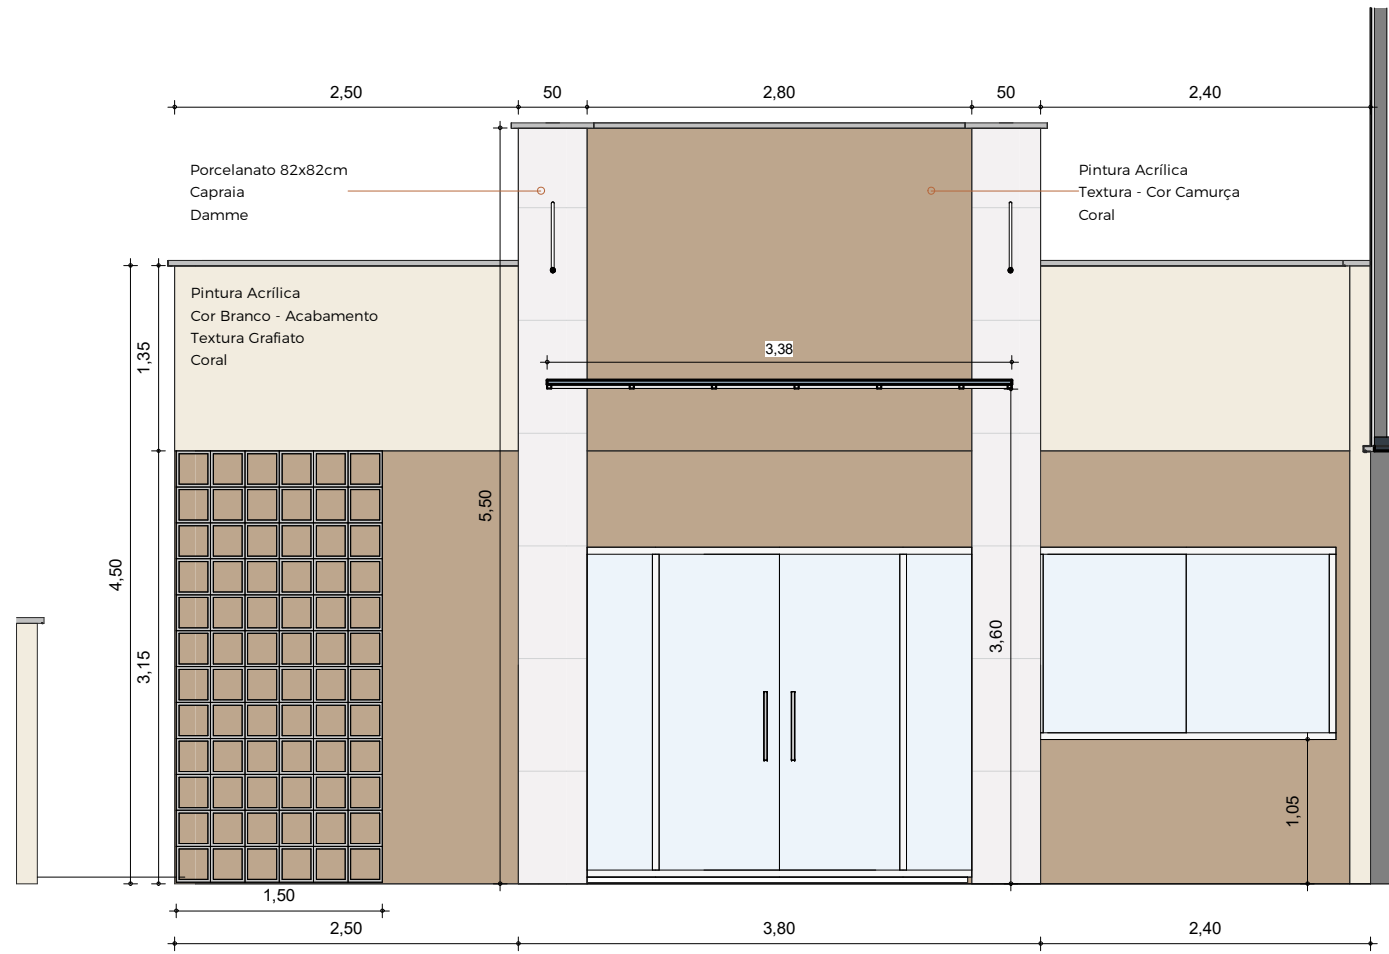 2,50
50
2,80
50
2,40
Porcelanato 82x82cm
Capraia
Damme
Pintura Acrílica
Textura - Cor Camurça
Coral
Pintura Acrílica
Cor Branco - Acabamento
Textura Grafiato
Coral
1,35
3,38
5,50
4,50
3,60
3,15
1,05
1,50
2,50
3,80
2,40